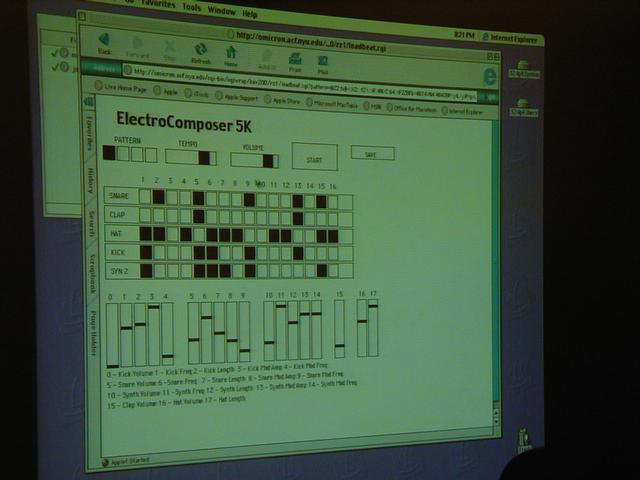 Favorites Tools Window Help
8:21 PM Internet Explorer
http://omicron.acf.nyu.edu/...0/rz1/loadbeat.cgi
Back Forward Stop Refresh Home AutoFill Print Mail
Live Home Page Apple iTools Apple Support Apple Store Microsoft MacTopia MSN Office for Macintosh Internet Explorer
Favorites
History
Search
Scrapbook
Page Holder
ElectroComposer 5K
PATTERN TEMPO VOLUME START SAVE
1 2 3 4 5 6 7 8 9 10 11 12 13 14 15 16
SNARE
CLAP
HAT
KICK
SYN 2
0 1 2 3 4 5 6 7 8 9 10 11 12 13 14 15 16 17
0 - Kick Volume 1 - Kick Freq 2 - Kick Length 3 - Kick Mod Amp 4 - Kick Mod Freq
5 - Snare Volume 6 - Snare Freq 7 - Snare Length 8 - Snare Mod Amp 9 - Snare Mod Freq
10 - Synth Volume 11 - Synth Freq 12 - Synth Length 13 - Synth Mod Amp 14 - Synth Mod Freq
15 - Clap Volume 16 - Hat Volume 17 - Hat Length
Applet Started